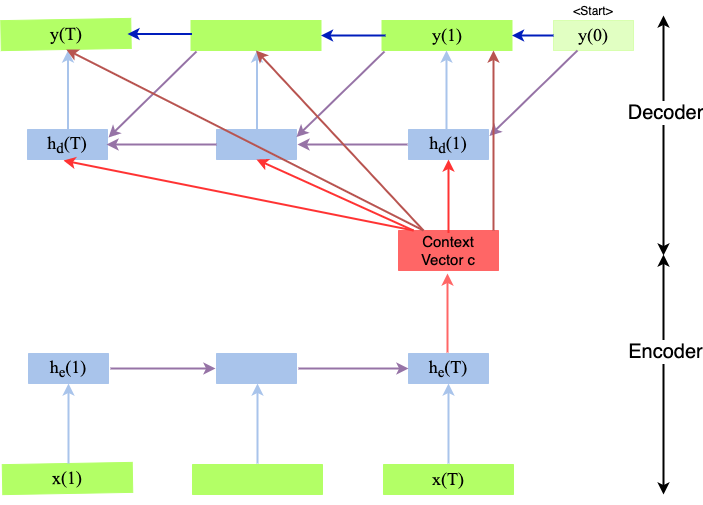 <Start>
y(T)
y(1)
y(0)
Decoder
hd(T)
hd(1)
Context
Vector c
Encoder
he(1)
he(T)
x(1)
x(T)